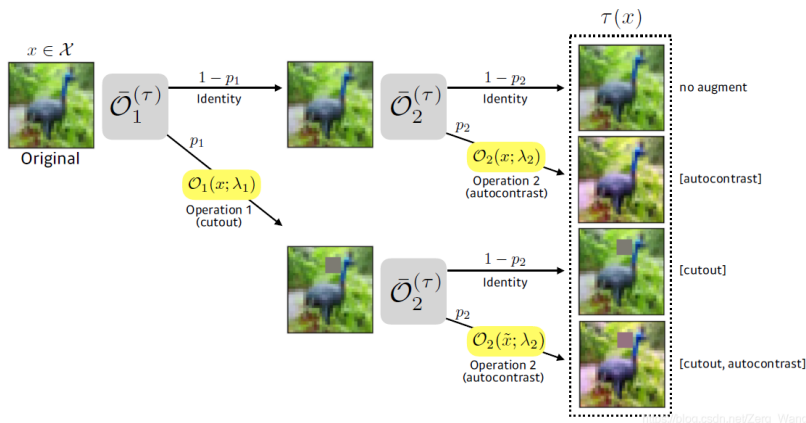 τ(x)
x ∈ 𝒳
Original
Ō₁^(τ)
1 − p₁
Identity
p₁
O₁(x; λ₁)
Operation 1
(cutout)
Ō₂^(τ)
1 − p₂
Identity
p₂
O₂(x; λ₂)
Operation 2
(autocontrast)
no augment
[autocontrast]
Ō₂^(τ)
1 − p₂
Identity
p₂
O₂(x̃; λ₂)
Operation 2
(autocontrast)
[cutout]
[cutout, autocontrast]
https://blog.csdn.net/Zero_Wang